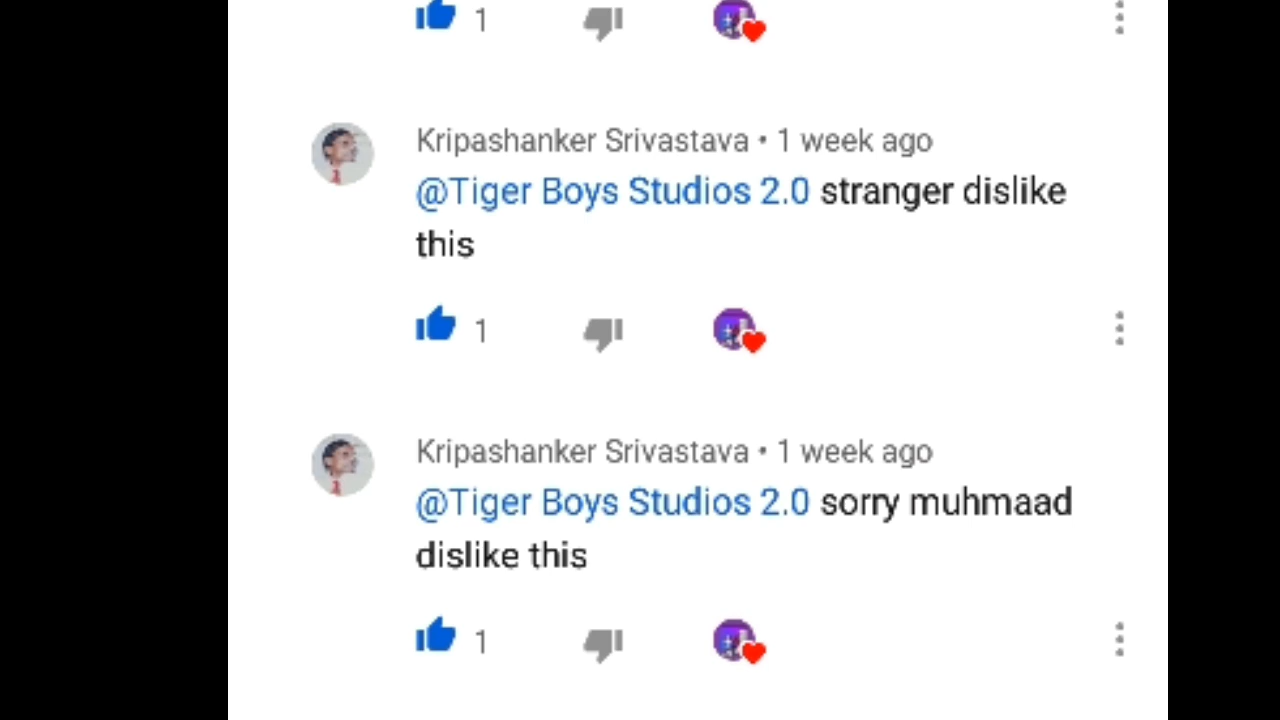 1
Kripashanker Srivastava • 1 week ago
@Tiger Boys Studios 2.0 stranger dislike
this
1
Kripashanker Srivastava • 1 week ago
@Tiger Boys Studios 2.0 sorry muhmaad
dislike this
1